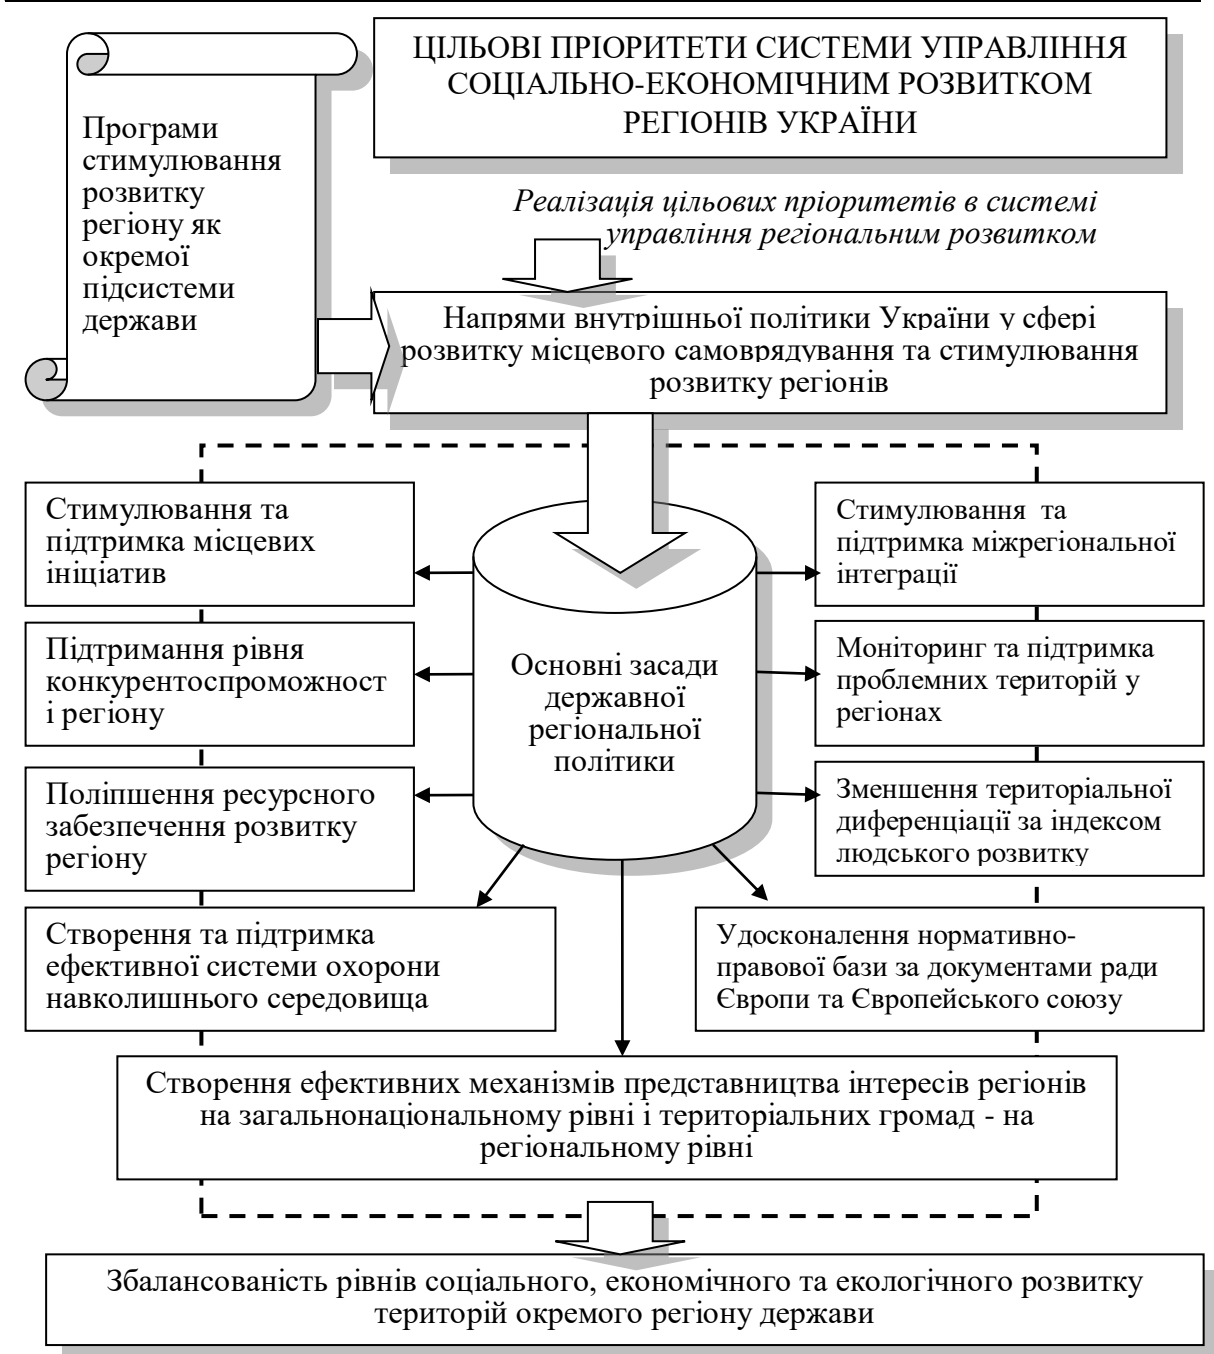 ЦІЛЬОВІ ПРІОРИТЕТИ СИСТЕМИ УПРАВЛІННЯ
СОЦІАЛЬНО-ЕКОНОМІЧНИМ РОЗВИТКОМ
РЕГІОНІВ УКРАЇНИ
Програми
стимулювання
розвитку
регіону як
окремої
підсистеми
держави
Реалізація цільових пріоритетів в системі
управління регіональним розвитком
Напрями внутрішньої політики України у сфері
розвитку місцевого самоврядування та стимулювання
розвитку регіонів
Стимулювання та
підтримка місцевих
ініціатив
Підтримання рівня
конкурентоспроможност
і регіону
Поліпшення ресурсного
забезпечення розвитку
регіону
Основні засади
державної
регіональної
політики
Стимулювання та
підтримка міжрегіональної
інтеграції
Моніторинг та підтримка
проблемних територій у
регіонах
Зменшення територіальної
диференціації за індексом
людського розвитку
Створення та підтримка
ефективної системи охорони
навколишнього середовища
Удосконалення нормативно-
правової бази за документами ради
Європи та Європейського союзу
Створення ефективних механізмів представництва інтересів регіонів
на загальнонаціональному рівні і територіальних громад - на
регіональному рівні
Збалансованість рівнів соціального, економічного та екологічного розвитку
територій окремого регіону держави